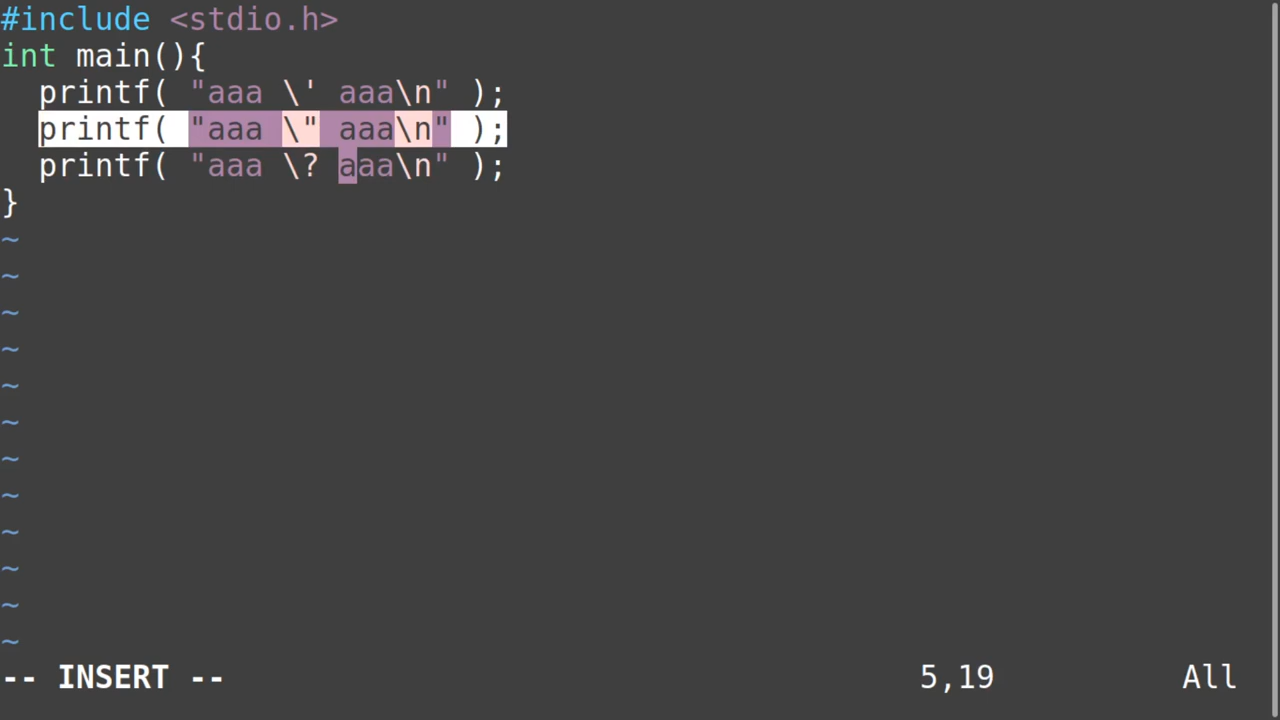 #include <stdio.h>
int main(){
  printf( "aaa \' aaa\n" );
  printf( "aaa \" aaa\n" );
  printf( "aaa \? aaa\n" );
}
~
~
~
~
~
~
~
~
~
~
~
~
-- INSERT -- 5,19 All